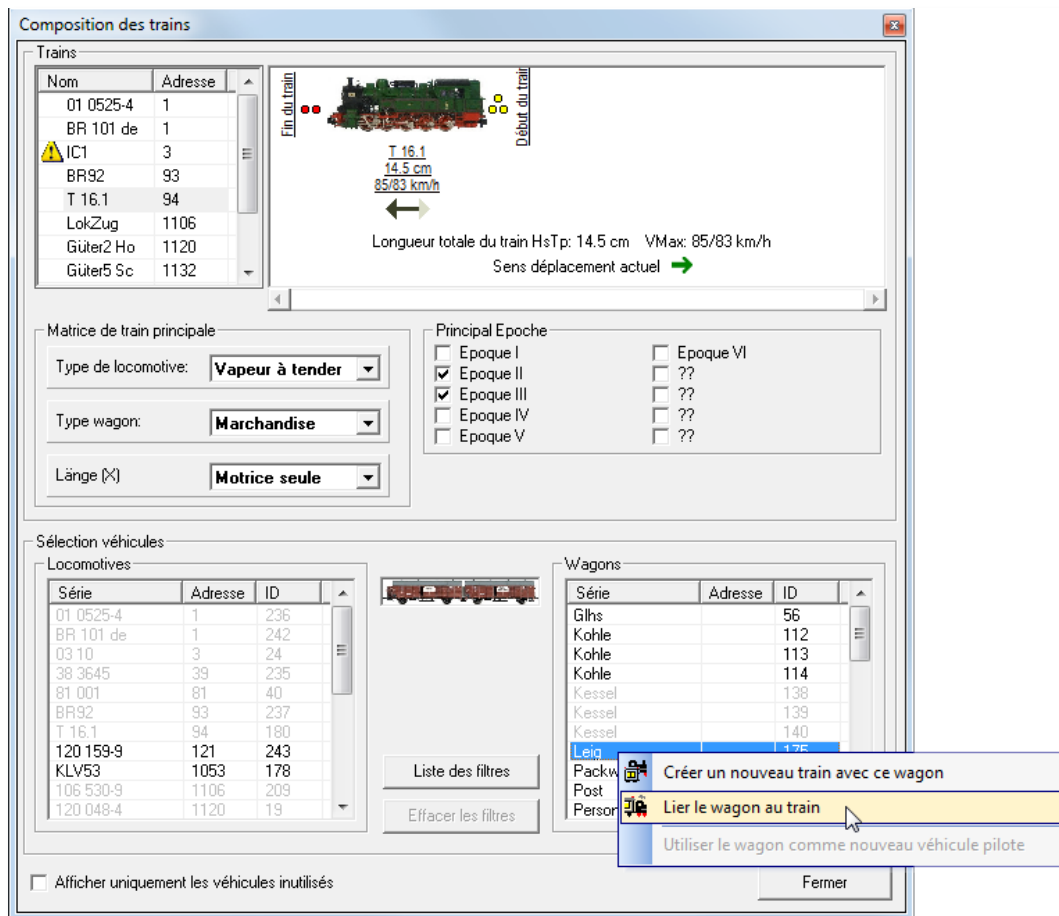 Composition des trains
Trains
Nom Adresse
01 0525-4 1
BR 101 de 1
IC1 3
BR92 93
T 16.1 94
LokZug 1106
Güter2 Ho 1120
Güter5 Sc 1132
Fin du train
Début du train
T 16.1
14.5 cm
85/83 km/h
Longueur totale du train HsTp: 14.5 cm VMax: 85/83 km/h
Sens déplacement actuel
Matrice de train principale
Type de locomotive: Vapeur à tender
Type wagon: Marchandise
Länge (X) Motrice seule
Principal Epoche
Epoque I
Epoque II
Epoque III
Epoque IV
Epoque V
Epoque VI
??
??
??
??
Sélection véhicules
Locomotives
Série Adresse ID
01 0525-4 1 236
BR 101 de 1 242
03 10 3 24
38 3645 39 235
81 001 81 40
BR92 93 237
T 16.1 94 180
120 159-9 121 243
KLV53 1053 178
106 530-9 1106 209
120 048-4 1120 19
Liste des filtres
Effacer les filtres
Wagons
Série Adresse ID
Glhs 56
Kohle 112
Kohle 113
Kohle 114
Kessel 138
Kessel 139
Kessel 140
Leig 175
Packw
Post
Person
Créer un nouveau train avec ce wagon
Lier le wagon au train
Utiliser le wagon comme nouveau véhicule pilote
Afficher uniquement les véhicules inutilisés
Fermer